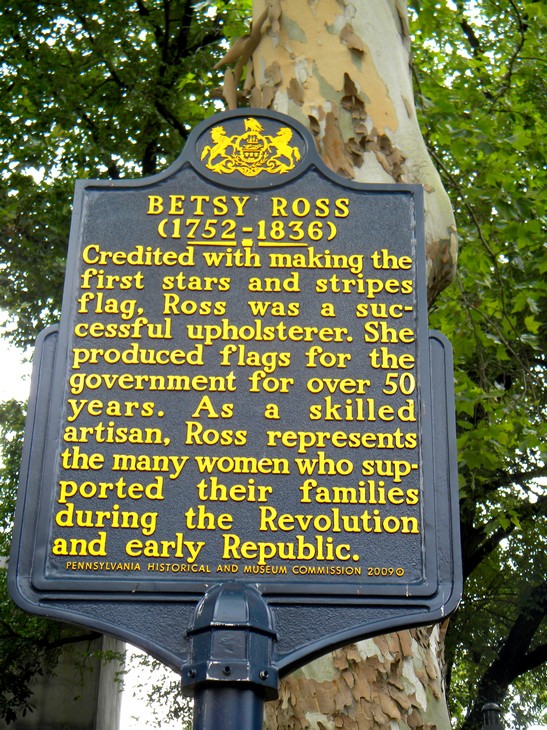 BETSY ROSS
(1752-1836)
Credited with making the
first stars and stripes
flag, Ross was a suc-
cessful upholsterer. She
produced flags for the
government for over 50
years. As a skilled
artisan, Ross represents
the many women who sup-
ported their families
during the Revolution
and early Republic.
PENNSYLVANIA HISTORICAL AND MUSEUM COMMISSION 2009